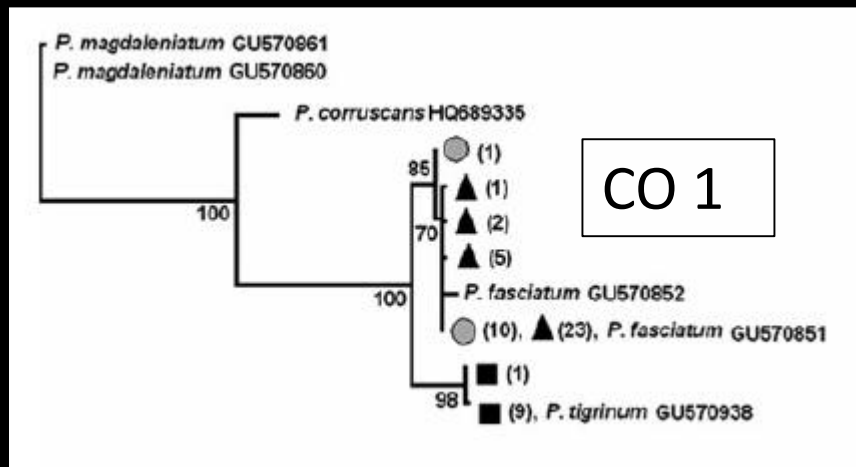 P. magdaleniatum GU570861
P. magdaleniatum GU570860
P. corruscans HQ689335
85
(1)
(1)
CO 1
100
70
(2)
(5)
100
P. fasciatum GU570852
(10), (23), P. fasciatum GU570851
(1)
98
(9), P. tigrinum GU570938